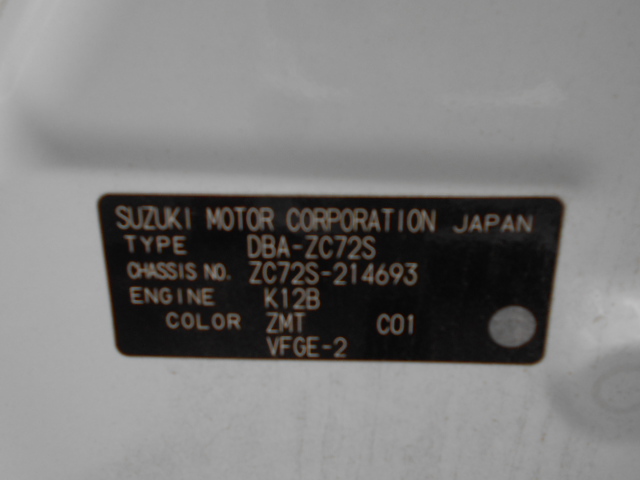 SUZUKI MOTOR CORPORATION JAPAN
TYPE DBA-ZC72S
CHASSIS NO. ZC72S-214693
ENGINE K12B
COLOR ZMT C01
VFGE-2